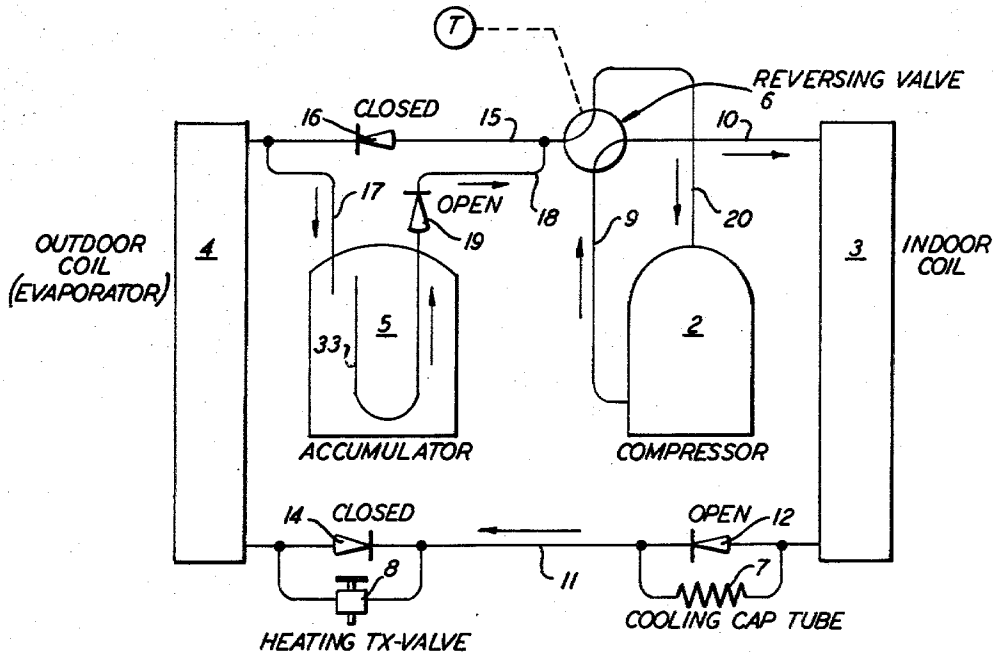 T
REVERSING VALVE
6
16
CLOSED
15
10
17
OPEN
18
19
9
20
OUTDOOR
COIL
(EVAPORATOR)
4
3
INDOOR
COIL
5
2
33
ACCUMULATOR
COMPRESSOR
14
CLOSED
OPEN
12
8
11
7
COOLING CAP TUBE
HEATING TX-VALVE